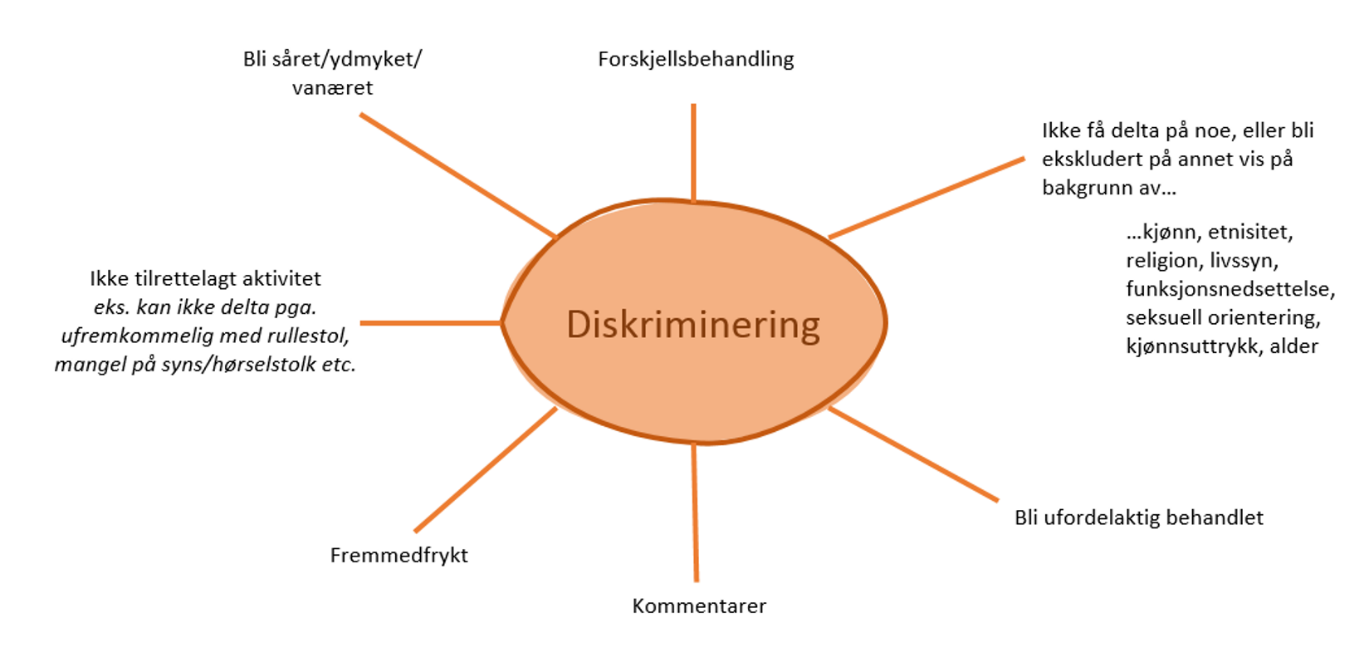 Bli såret/ydmyket/
vanæret
Forskjellsbehandling
Ikke få delta på noe, eller bli
ekskludert på annet vis på
bakgrunn av…
…kjønn, etnisitet,
religion, livssyn,
funksjonsnedsettelse,
seksuell orientering,
kjønnsuttrykk, alder
Ikke tilrettelagt aktivitet
eks. kan ikke delta pga.
ufremkommelig med rullestol,
mangel på syns/hørselstolk etc.
Diskriminering
Bli ufordelaktig behandlet
Fremmedfrykt
Kommentarer